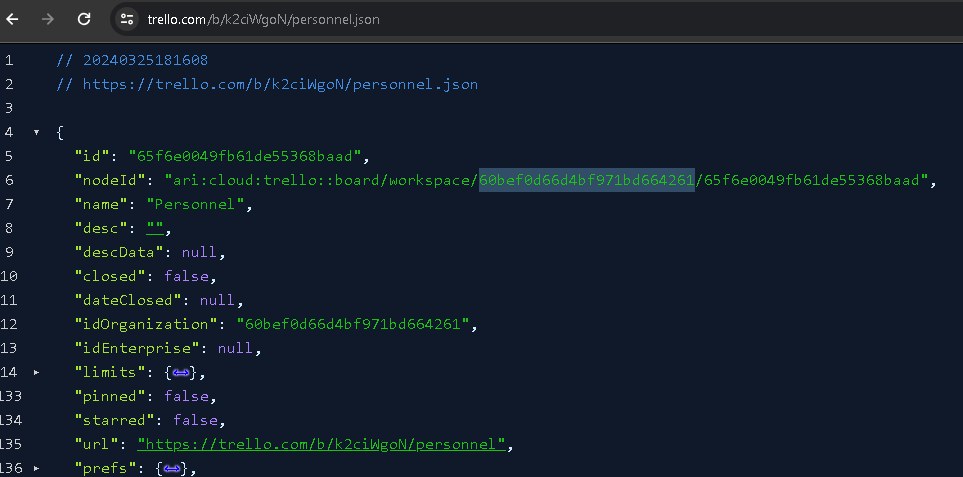 trello.com/b/k2ciWgoN/personnel.json
1 // 20240325181608
2 // https://trello.com/b/k2ciWgoN/personnel.json
3
4 {
5 "id": "65f6e0049fb61de55368baad",
6 "nodeId": "ari:cloud:trello::board/workspace/60bef0d66d4bf971bd664261/65f6e0049fb61de55368baad",
7 "name": "Personnel",
8 "desc": "",
9 "descData": null,
10 "closed": false,
11 "dateClosed": null,
12 "idOrganization": "60bef0d66d4bf971bd664261",
13 "idEnterprise": null,
14 "limits": {↔},
133 "pinned": false,
134 "starred": false,
135 "url": "https://trello.com/b/k2ciWgoN/personnel",
136 "prefs": {↔},